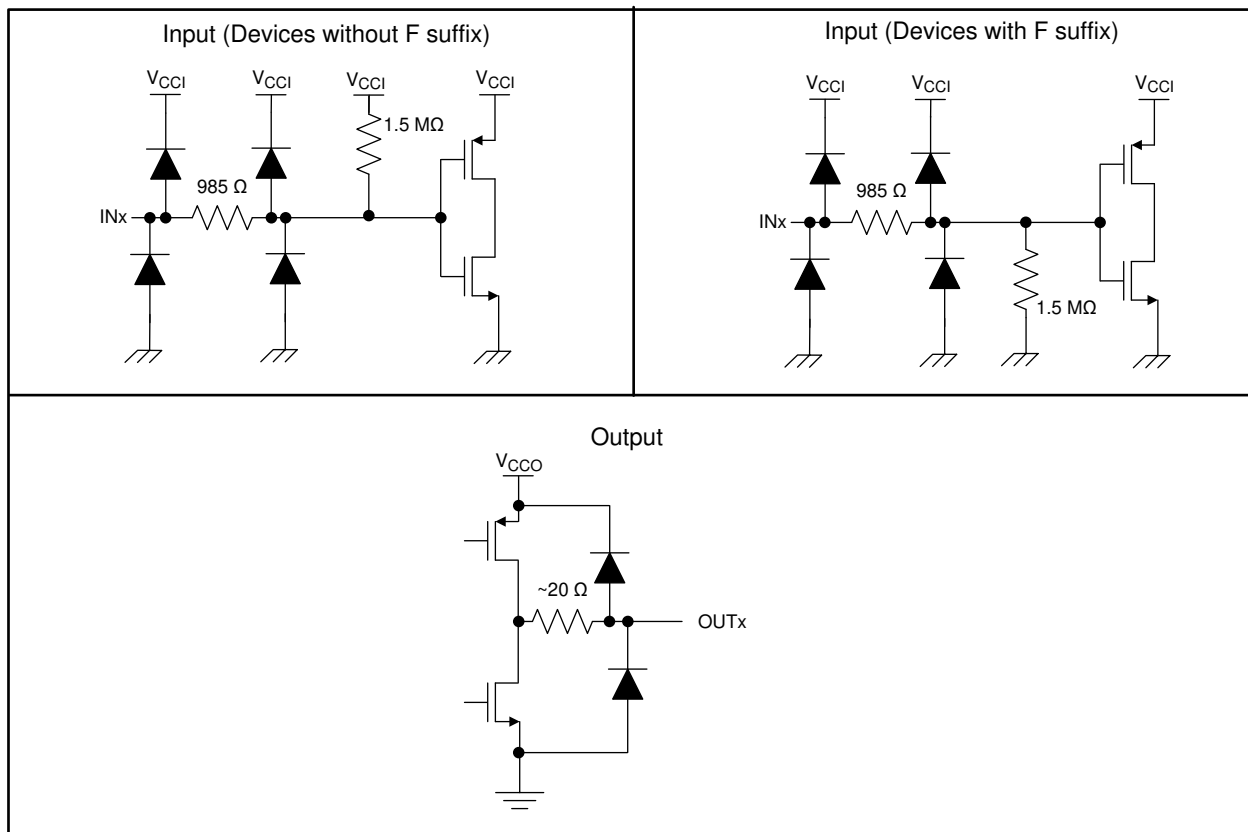 Input (Devices without F suffix)
V_CCI V_CCI V_CCI V_CCI
1.5 MΩ
985 Ω
INx
Input (Devices with F suffix)
V_CCI V_CCI V_CCI
985 Ω
INx
1.5 MΩ
Output
V_CCO
~20 Ω
OUTx